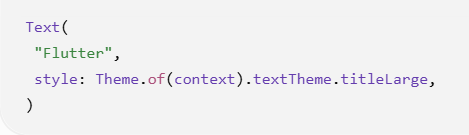 Text(
"Flutter",
style: Theme.of(context).textTheme.titleLarge,
)